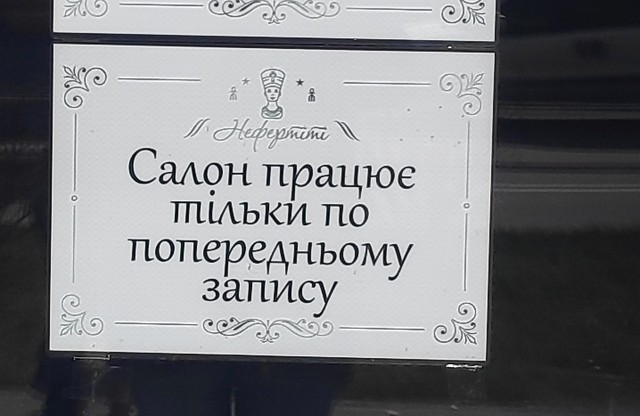 Нефертіті
Салон працює
тільки по
попередньому
запису